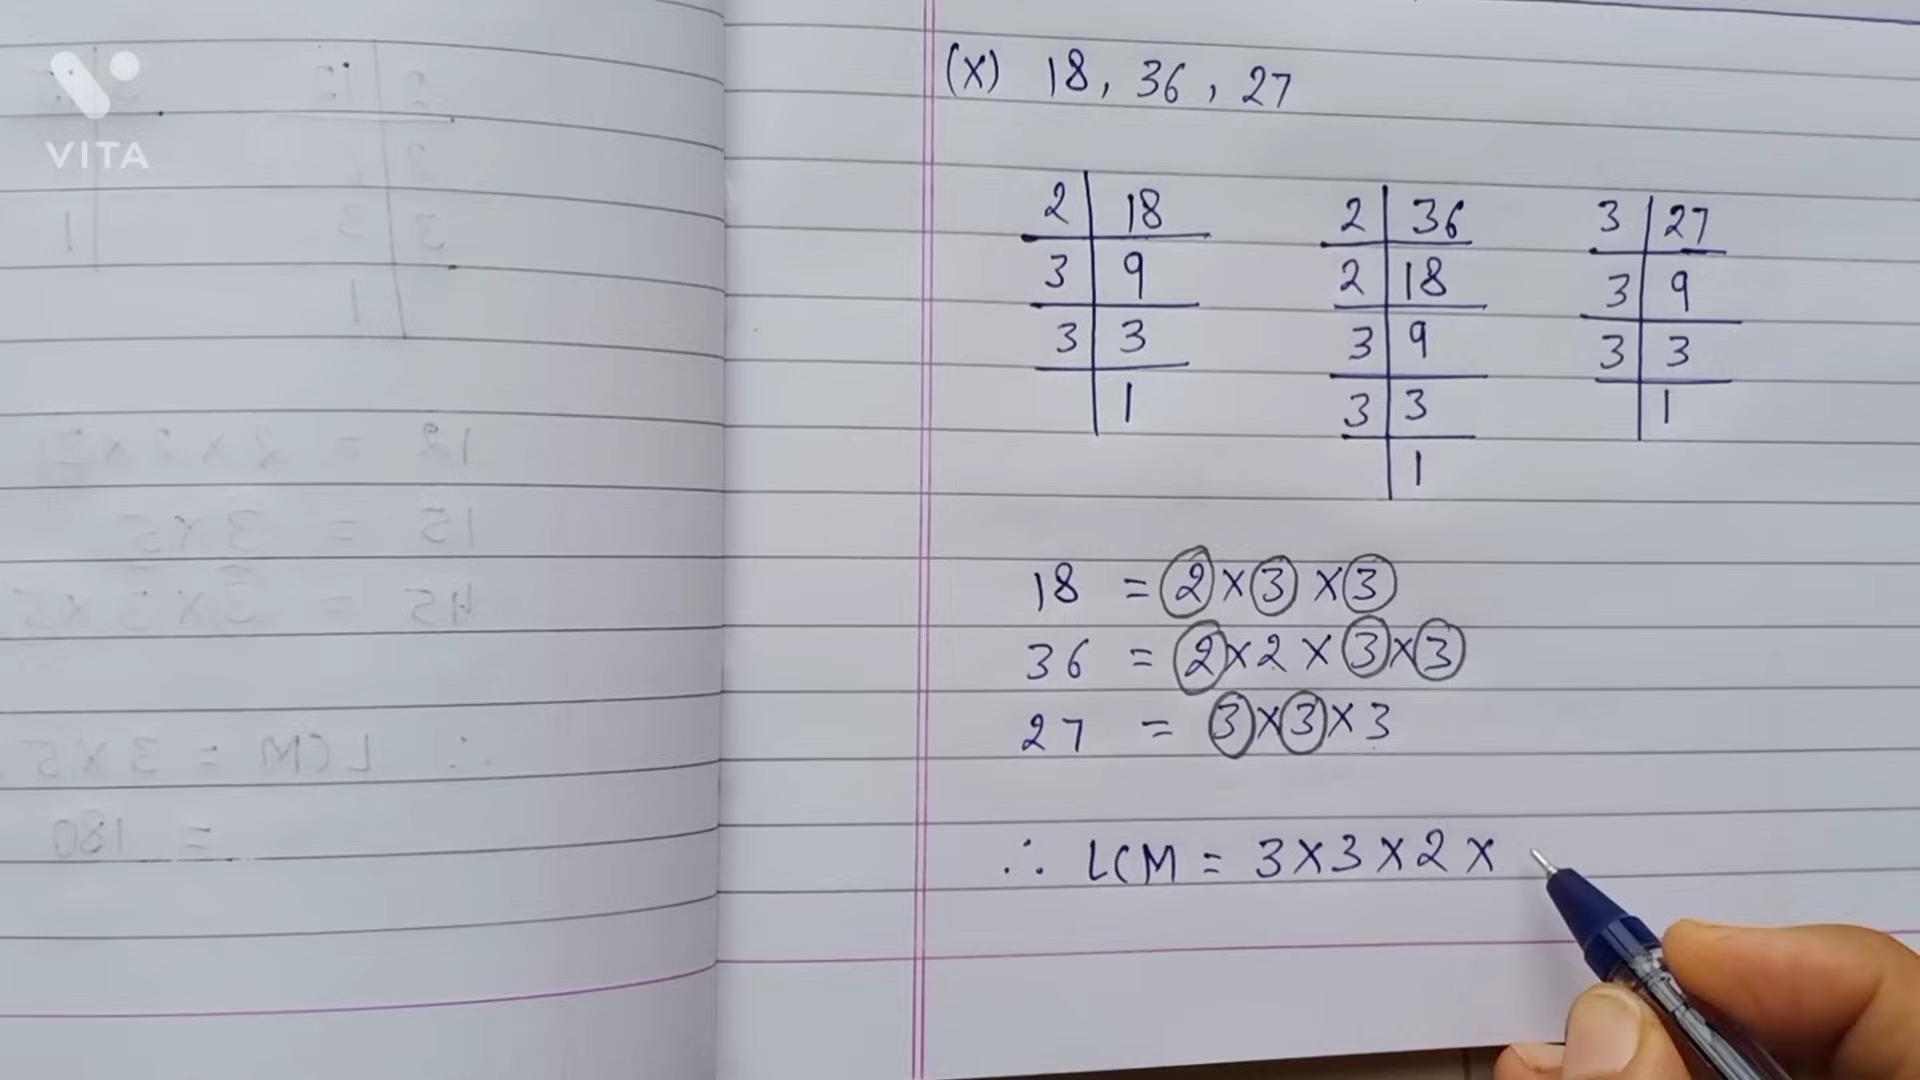 VITA
(x) 18, 36, 27
2 | 18
3 | 9
3 | 3
1
2 | 36
2 | 18
3 | 9
3 | 3
1
3 | 27
3 | 9
3 | 3
1
18 = 2 × 3 × 3
36 = 2 × 2 × 3 × 3
27 = 3 × 3 × 3
∴ LCM = 3 × 3 × 2 ×